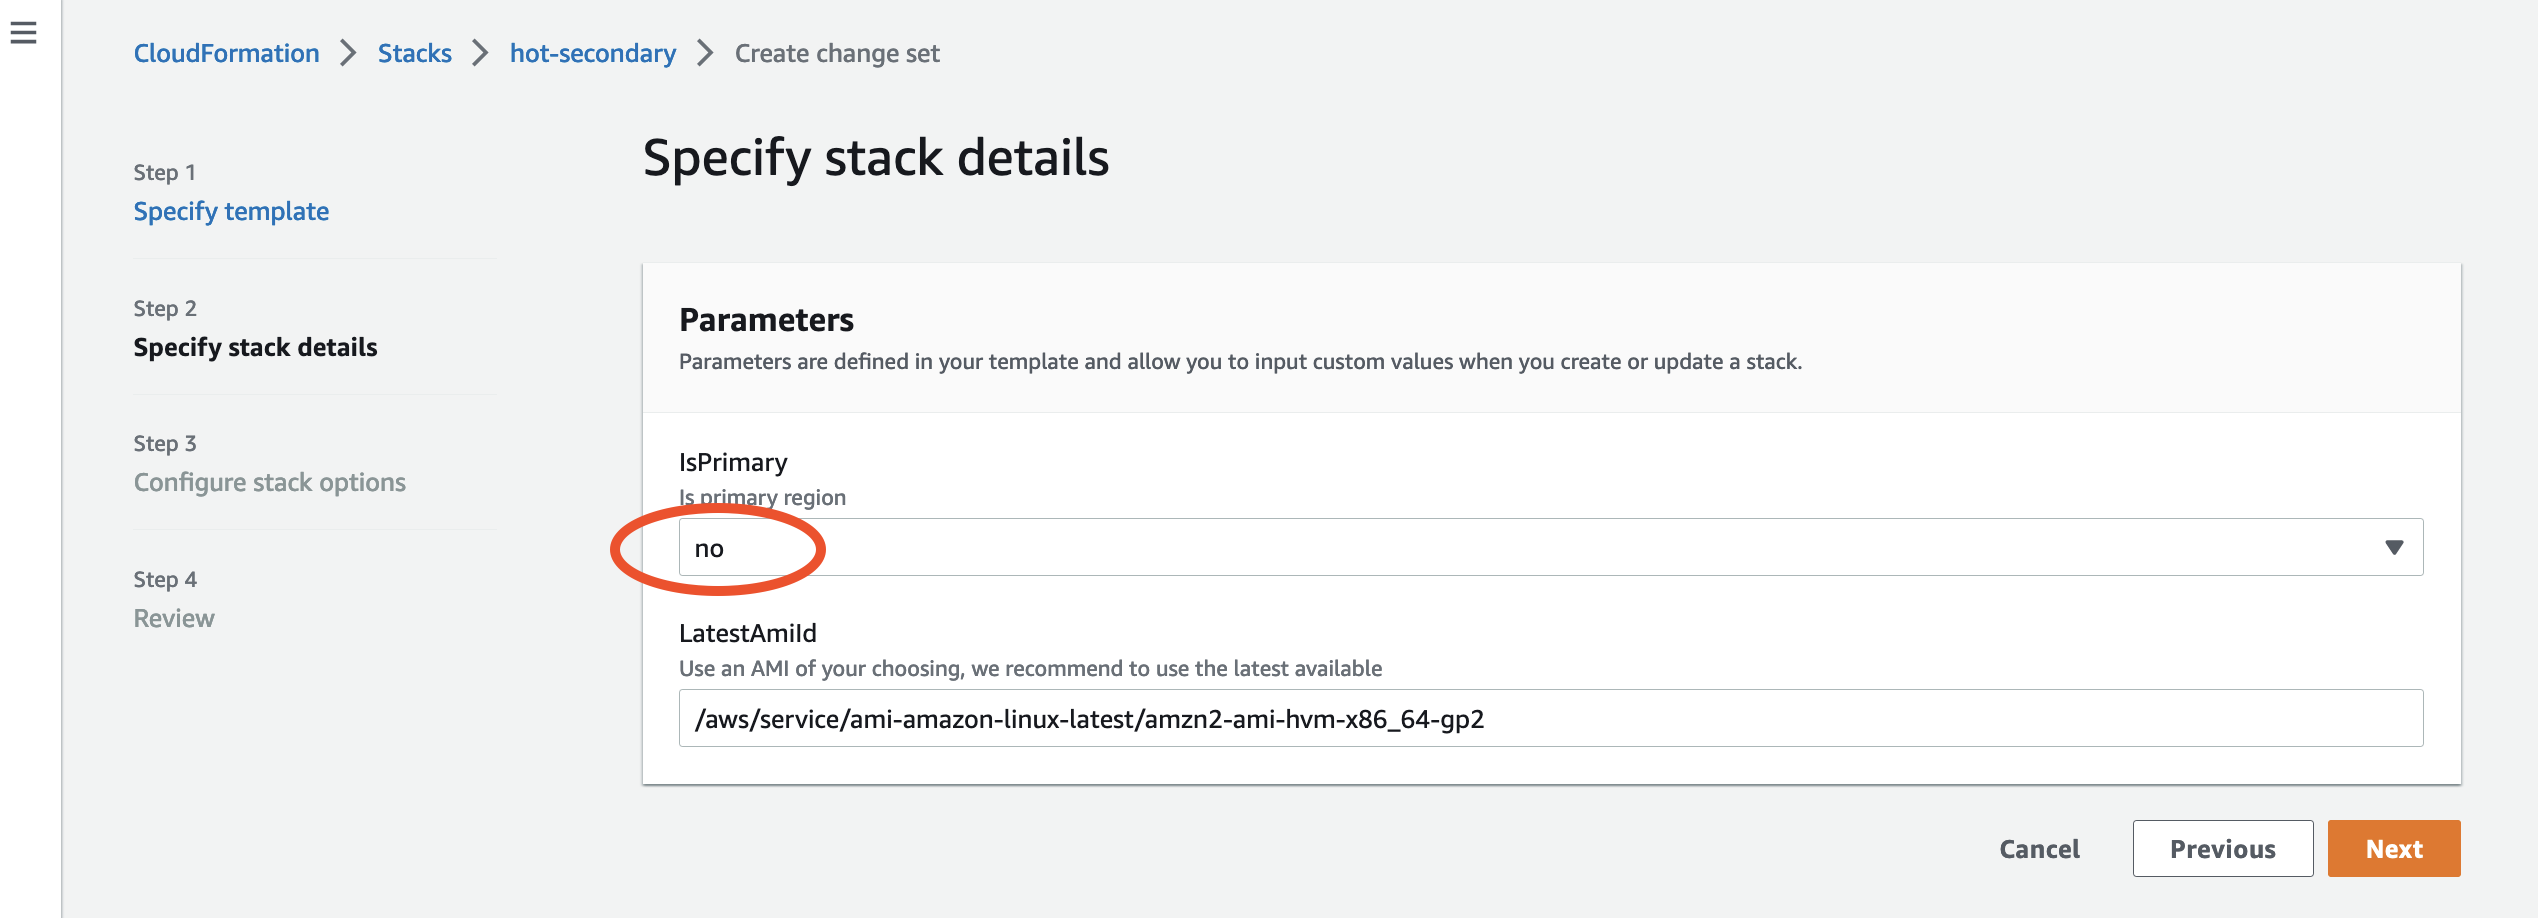 CloudFormation > Stacks > hot-secondary > Create change set
Step 1
Specify template
Step 2
Specify stack details
Step 3
Configure stack options
Step 4
Review
Specify stack details
Parameters
Parameters are defined in your template and allow you to input custom values when you create or update a stack.
IsPrimary
Is primary region
no
LatestAmiId
Use an AMI of your choosing, we recommend to use the latest available
/aws/service/ami-amazon-linux-latest/amzn2-ami-hvm-x86_64-gp2
Cancel Previous Next